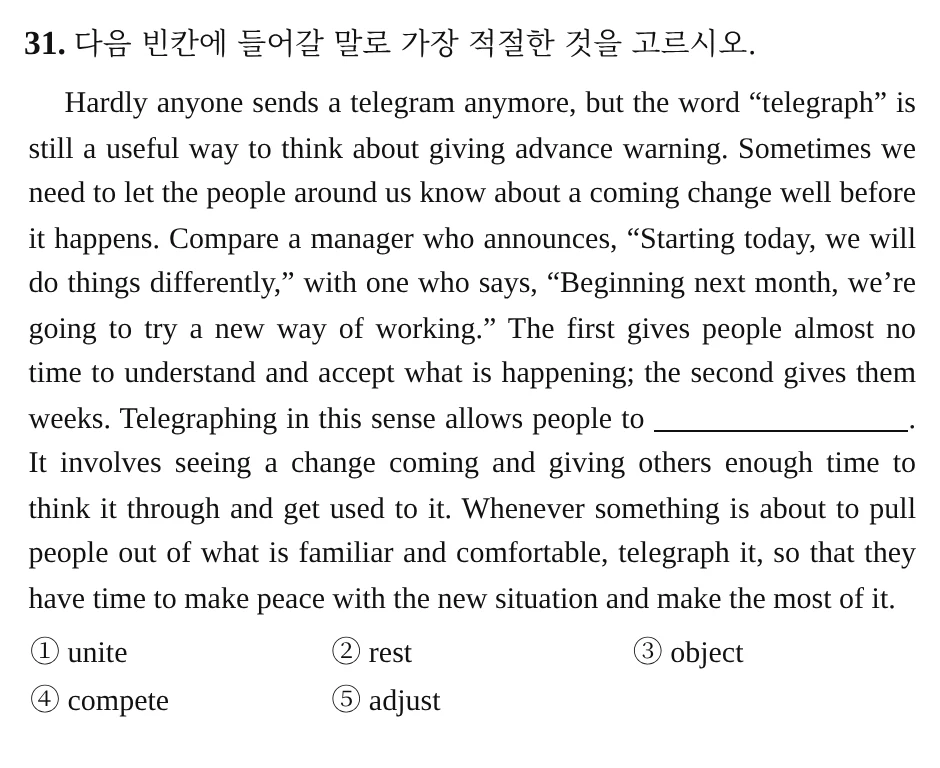 31. 다음 빈칸에 들어갈 말로 가장 적절한 것을 고르시오.
Hardly anyone sends a telegram anymore, but the word “telegraph” is
still a useful way to think about giving advance warning. Sometimes we
need to let the people around us know about a coming change well before
it happens. Compare a manager who announces, “Starting today, we will
do things differently,” with one who says, “Beginning next month, we’re
going to try a new way of working.” The first gives people almost no
time to understand and accept what is happening; the second gives them
weeks. Telegraphing in this sense allows people to ____________.
It involves seeing a change coming and giving others enough time to
think it through and get used to it. Whenever something is about to pull
people out of what is familiar and comfortable, telegraph it, so that they
have time to make peace with the new situation and make the most of it.
① unite ② rest ③ object
④ compete ⑤ adjust